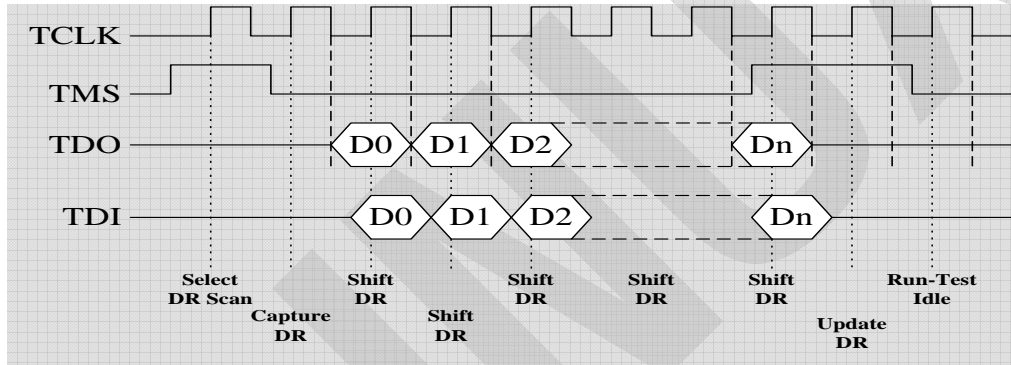 TCLK
TMS
TDO D0 D1 D2 Dn
TDI D0 D1 D2 Dn
Select
DR Scan
Capture
DR
Shift
DR
Shift
DR
Shift
DR
Shift
DR
Shift
DR
Update
DR
Run-Test
Idle